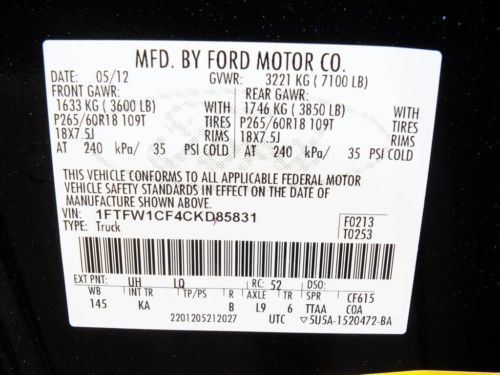 MFD. BY FORD MOTOR CO.
DATE: 05/12 GVWR: 3221 KG ( 7100 LB)
FRONT GAWR: REAR GAWR:
1633 KG ( 3600 LB) WITH 1746 KG ( 3850 LB) WITH
P265/60R18 109T TIRES P265/60R18 109T TIRES
18X7.5J RIMS 18X7.5J RIMS
AT 240 kPa/ 35 PSI COLD AT 240 kPa/ 35 PSI COLD
THIS VEHICLE CONFORMS TO ALL APPLICABLE FEDERAL MOTOR
VEHICLE SAFETY STANDARDS IN EFFECT ON THE DATE OF
MANUFACTURE SHOWN ABOVE.
VIN: 1FTFW1CF4CKD85831 F0213
TYPE: Truck T0253
EXT PNT: UH LQ RC: 52 DSO:
WB INT TR TP/PS R AXLE TR SPR CF615
145 KA B L9 6 TTAA COA
2201205212027 UTC 5U5A-1520472-BA